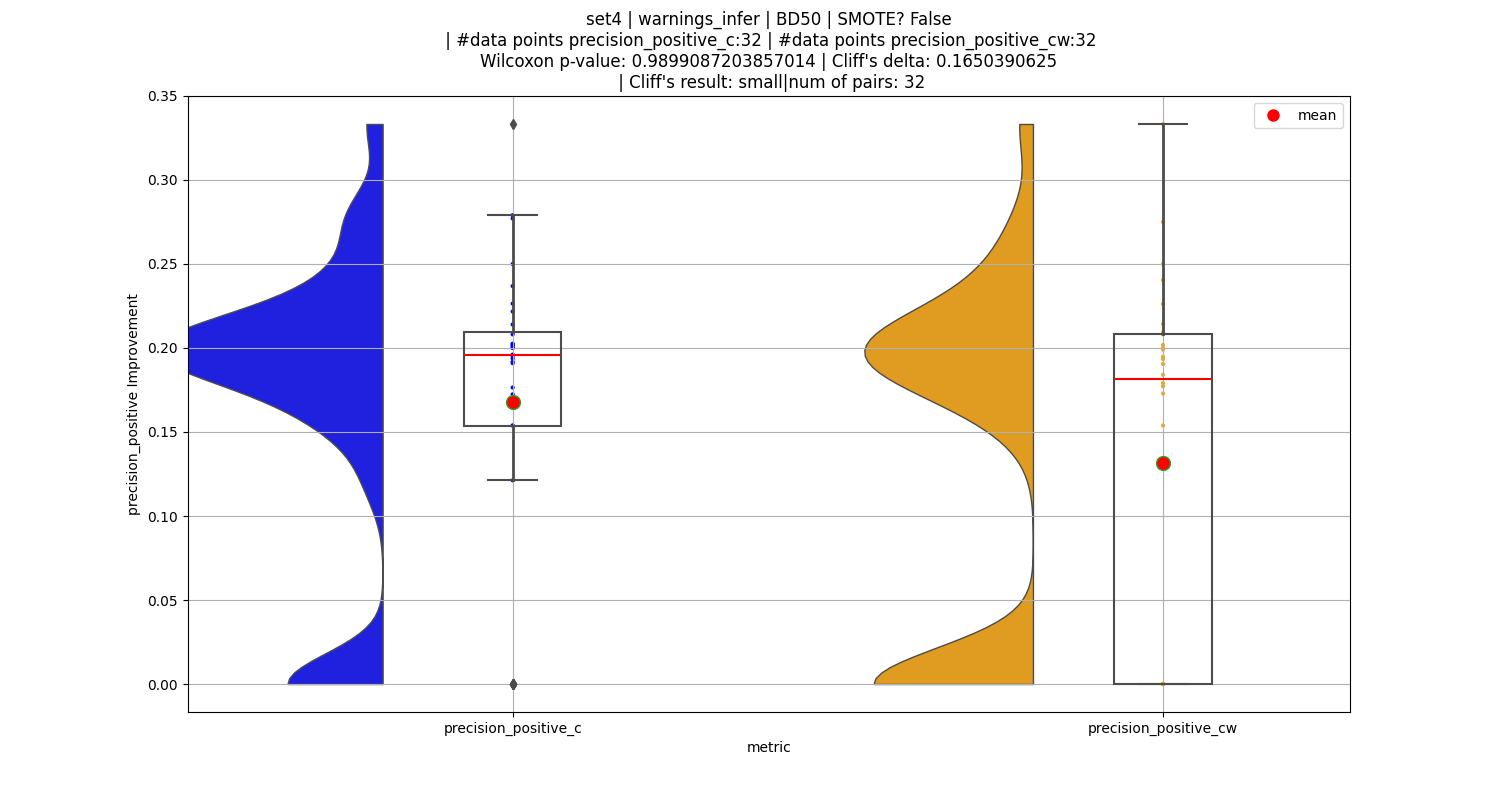 set4 | warnings_infer | BD50 | SMOTE? False
| #data points precision_positive_c:32 | #data points precision_positive_cw:32
Wilcoxon p-value: 0.9899087203857014 | Cliff's delta: 0.1650390625
| Cliff's result: small|num of pairs: 32
mean
precision_positive Improvement
0.35
0.30
0.25
0.20
0.15
0.10
0.05
0.00
precision_positive_c
precision_positive_cw
metric